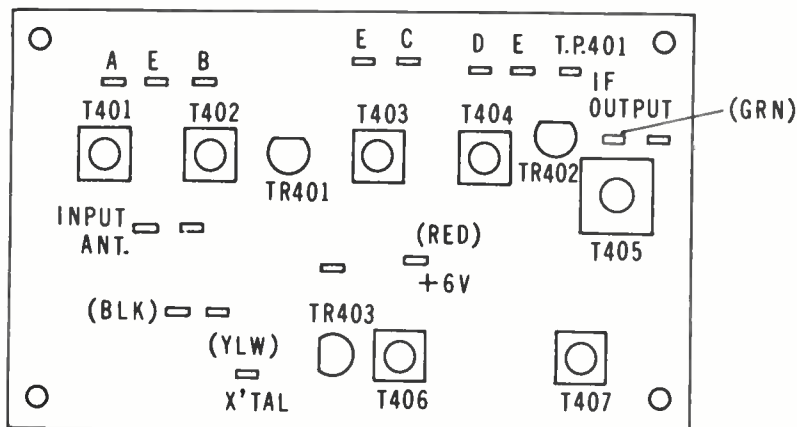 A E B E C D E T.P.401
IF
OUTPUT
(GRN)
T401 T402 T403 T404
TR401
TR402
INPUT
ANT.
T405
(RED)
+6V
(BLK)
TR403
(YLW)
X'TAL
T406 T407